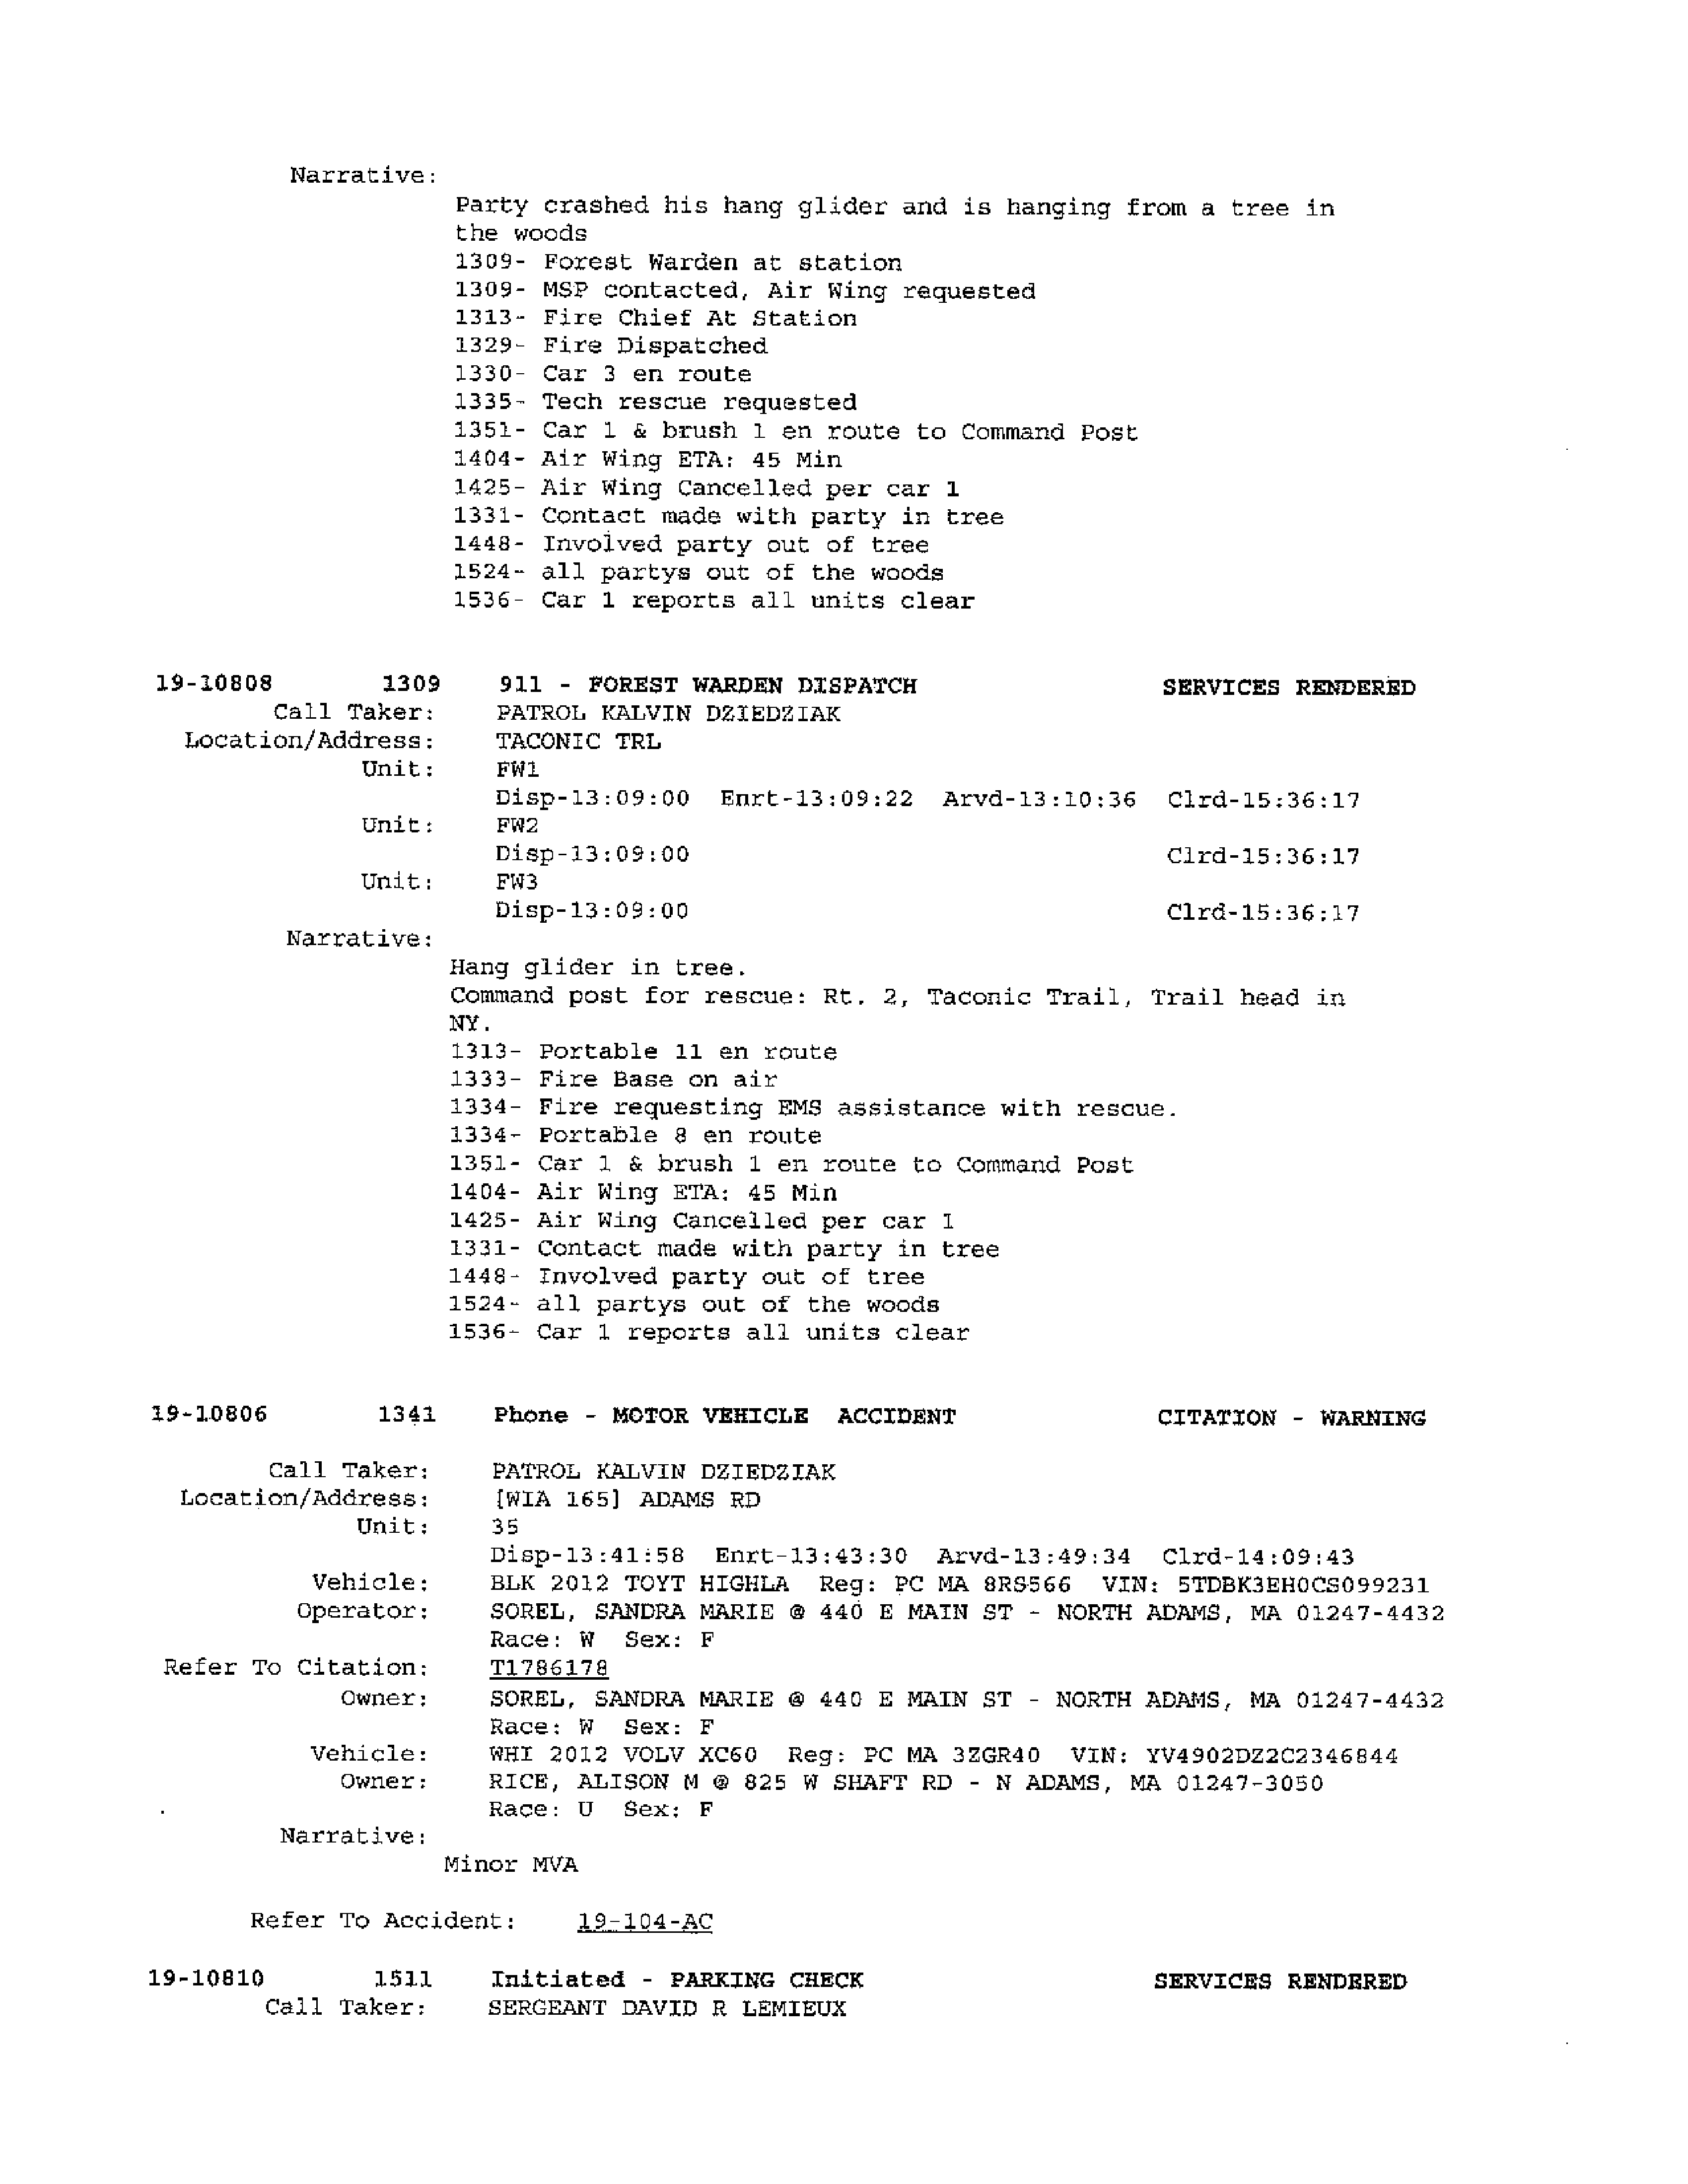 Narrative:
Party crashed his hang glider and is hanging from a tree in
the woods
1309- Forest Warden at station
1309- MSP contacted, Air Wing requested
1313- Fire Chief At Station
1329- Fire Dispatched
1330- Car 3 en route
1335- Tech rescue requested
1351- Car 1 & brush 1 en route to Command Post
1404- Air Wing ETA: 45 Min
1425- Air Wing Cancelled per car 1
1331- Contact made with party in tree
1448- Involved party out of tree
1524- all partys out of the woods
1536- Car 1 reports all units clear
19-10808 1309 911 - FOREST WARDEN DISPATCH SERVICES RENDERED
Call Taker: PATROL KALVIN DZIEDZIAK
Location/Address: TACONIC TRL
Unit: FW1
Disp-13:09:00 Enrt-13:09:22 Arvd-13:10:36 Clrd-15:36:17
Unit: FW2
Disp-13:09:00 Clrd-15:36:17
Unit: FW3
Disp-13:09:00 Clrd-15:36:17
Narrative:
Hang glider in tree.
Command post for rescue: Rt. 2, Taconic Trail, Trail head in
NY.
1313- Portable 11 en route
1333- Fire Base on air
1334- Fire requesting EMS assistance with rescue.
1334- Portable 8 en route
1351- Car 1 & brush 1 en route to Command Post
1404- Air Wing ETA: 45 Min
1425- Air Wing Cancelled per car 1
1331- Contact made with party in tree
1448- Involved party out of tree
1524- all partys out of the woods
1536- Car 1 reports all units clear
19-10806 1341 Phone - MOTOR VEHICLE ACCIDENT CITATION - WARNING
Call Taker: PATROL KALVIN DZIEDZIAK
Location/Address: [WIA 165] ADAMS RD
Unit: 35
Disp-13:41:58 Enrt-13:43:30 Arvd-13:49:34 Clrd-14:09:43
Vehicle: BLK 2012 TOYT HIGHLA Reg: PC MA 8RS566 VIN: 5TDBK3EH0CS099231
Operator: SOREL, SANDRA MARIE @ 440 E MAIN ST - NORTH ADAMS, MA 01247-4432
Race: W Sex: F
Refer To Citation: T1786178
Owner: SOREL, SANDRA MARIE @ 440 E MAIN ST - NORTH ADAMS, MA 01247-4432
Race: W Sex: F
Vehicle: WHI 2012 VOLV XC60 Reg: PC MA 3ZGR40 VIN: YV4902DZ2C2346844
Owner: RICE, ALISON M @ 825 W SHAFT RD - N ADAMS, MA 01247-3050
Race: U Sex: F
Narrative:
Minor MVA
Refer To Accident: 19-104-AC
19-10810 1511 Initiated - PARKING CHECK SERVICES RENDERED
Call Taker: SERGEANT DAVID R LEMIEUX